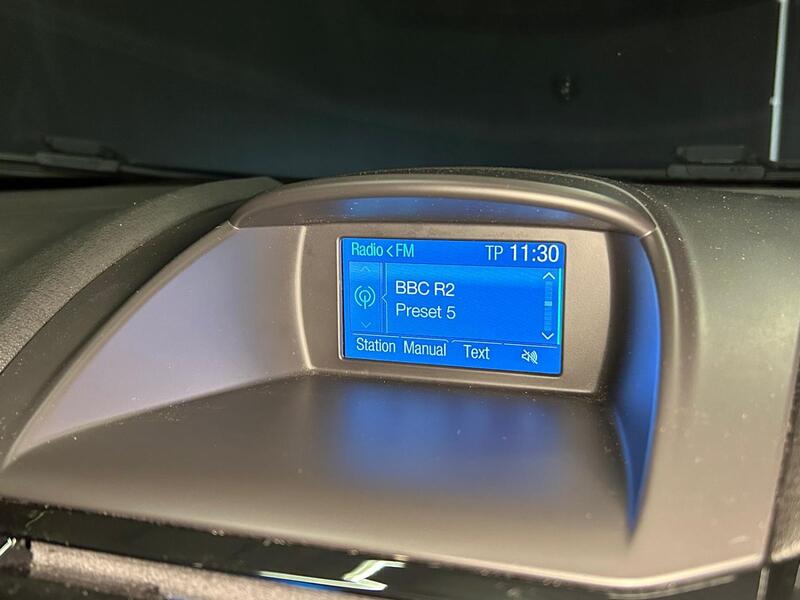 Radio < FM TP 11:30
BBC R2
Preset 5
Station Manual Text